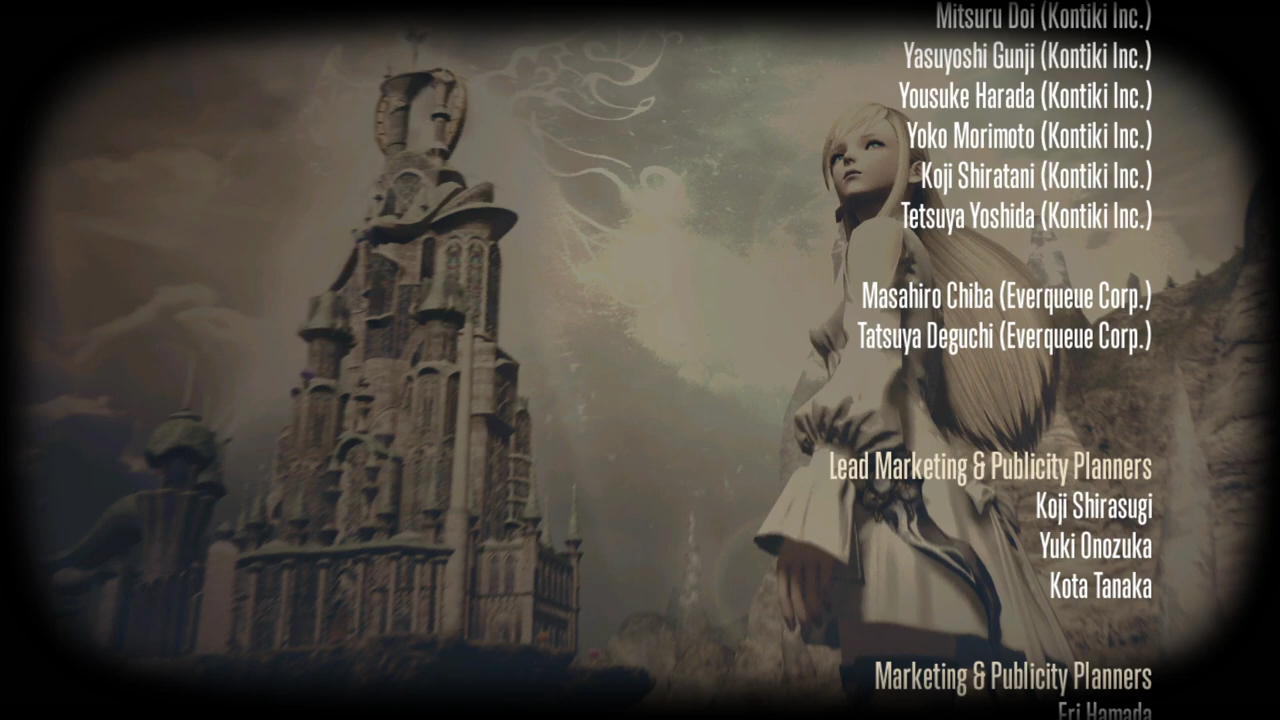 Mitsuru Doi (Kontiki Inc.)
Yasuyoshi Gunji (Kontiki Inc.)
Yousuke Harada (Kontiki Inc.)
Yoko Morimoto (Kontiki Inc.)
Koji Shiratani (Kontiki Inc.)
Tetsuya Yoshida (Kontiki Inc.)
Masahiro Chiba (Everqueue Corp.)
Tatsuya Deguchi (Everqueue Corp.)
Lead Marketing & Publicity Planners
Koji Shirasugi
Yuki Onozuka
Kota Tanaka
Marketing & Publicity Planners
Eri Hamada